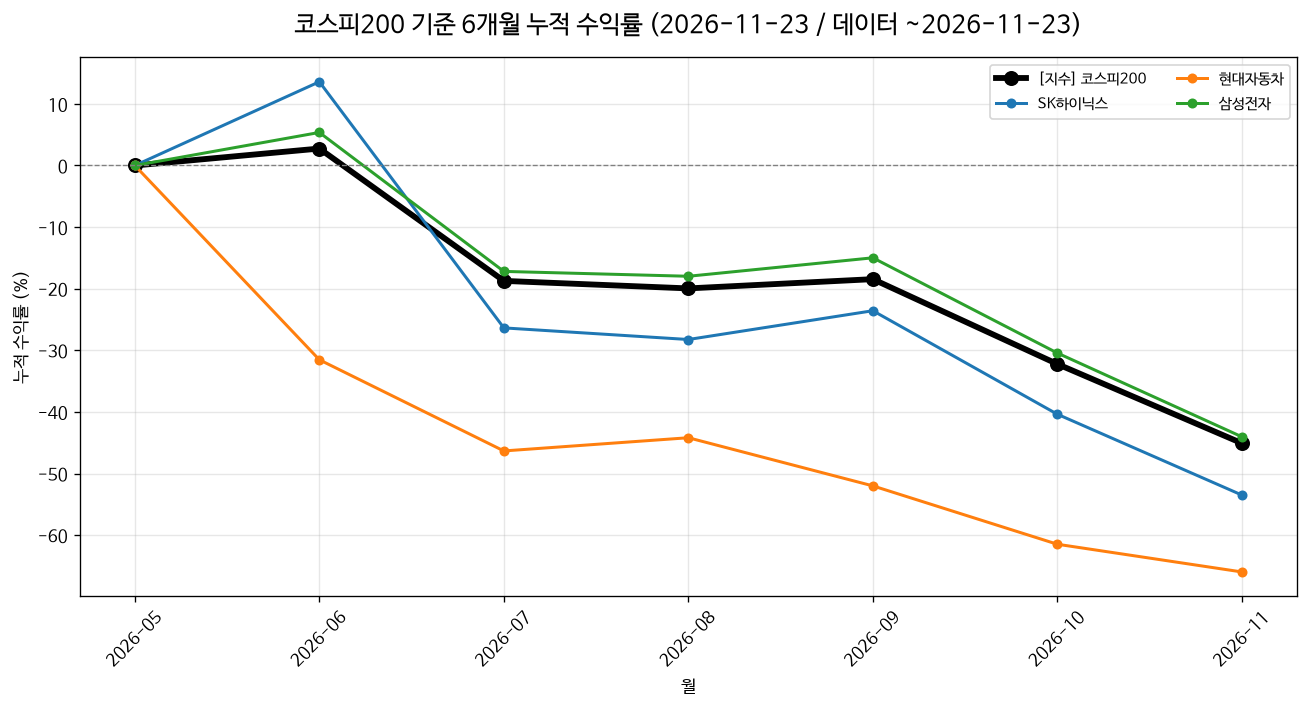 코스피200 기준 6개월 누적 수익률 (2026-11-23 / 데이터 ~2026-11-23)
[지수] 코스피200
SK하이닉스
현대자동차
삼성전자
누적 수익률 (%)
10
0
-10
-20
-30
-40
-50
-60
2026-05
2026-06
2026-07
2026-08
2026-09
2026-10
2026-11
월